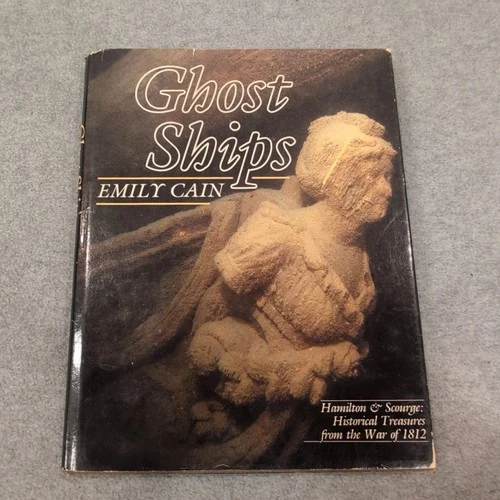 Ghost
Ships
EMILY CAIN
Hamilton & Scourge:
Historical Treasures
from the War of 1812